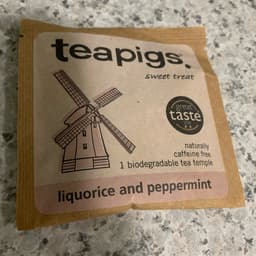 teapigs.
sweet treat
great
taste
naturally
caffeine free
1 biodegradable tea temple
liquorice and peppermint